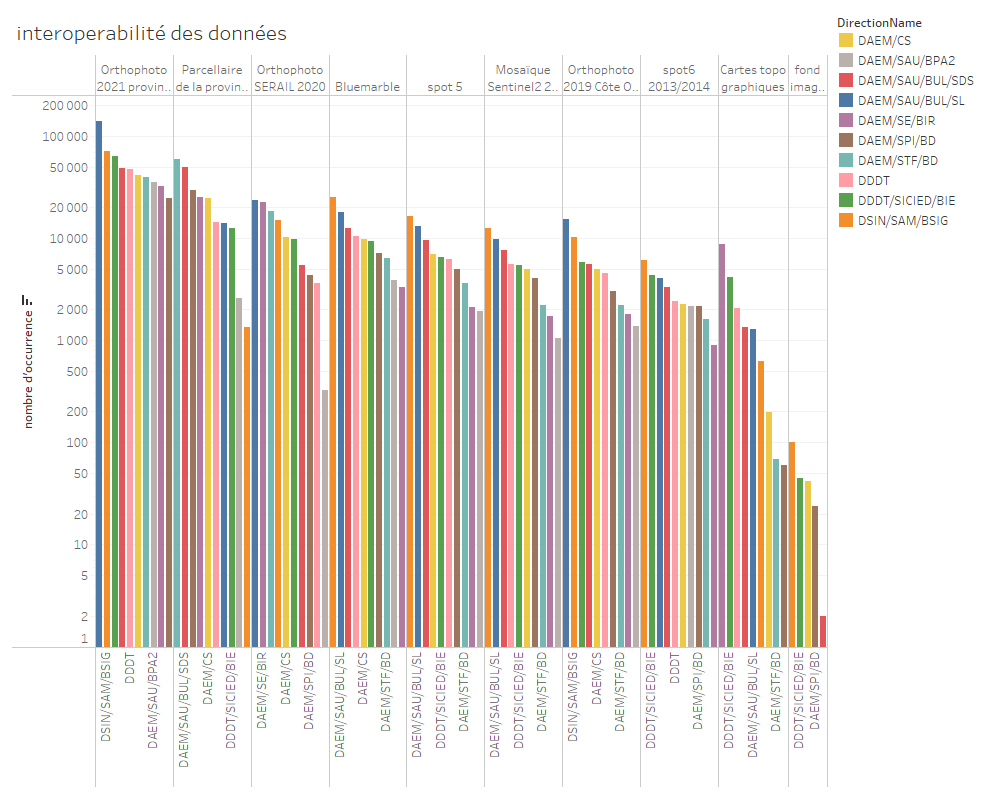 interoperabilité des données
DirectionName
DAEM/CS
DAEM/SAU/BPA2
DAEM/SAU/BUL/SDS
DAEM/SAU/BUL/SL
DAEM/SE/BIR
DAEM/SPI/BD
DAEM/STF/BD
DDDT
DDDT/SICIED/BIE
DSIN/SAM/BSIG
Orthophoto
2021 provin..
Parcellaire
de la provin..
Orthophoto
SERAIL 2020
Bluemarble
spot 5
Mosaïque
Sentinel2 2..
Orthophoto
2019 Côte O..
spot6
2013/2014
Cartes topo
graphiques
fond
imag..
nombre d'occurrence
200 000
100 000
50 000
20 000
10 000
5 000
2 000
1 000
500
200
100
50
20
10
5
2
1
DSIN/SAM/BSIG
DDDT
DAEM/SAU/BPA2
DAEM/SAU/BUL/SDS
DAEM/CS
DDDT/SICIED/BIE
DAEM/SE/BIR
DAEM/CS
DAEM/SPI/BD
DAEM/SAU/BUL/SL
DAEM/CS
DAEM/STF/BD
DAEM/SAU/BUL/SL
DDDT/SICIED/BIE
DAEM/STF/BD
DAEM/SAU/BUL/SL
DDDT/SICIED/BIE
DAEM/STF/BD
DSIN/SAM/BSIG
DAEM/CS
DAEM/STF/BD
DDDT/SICIED/BIE
DDDT
DAEM/SPI/BD
DDDT/SICIED/BIE
DAEM/SAU/BUL/SL
DAEM/STF/BD
DDDT/SICIED/BIE
DAEM/SPI/BD